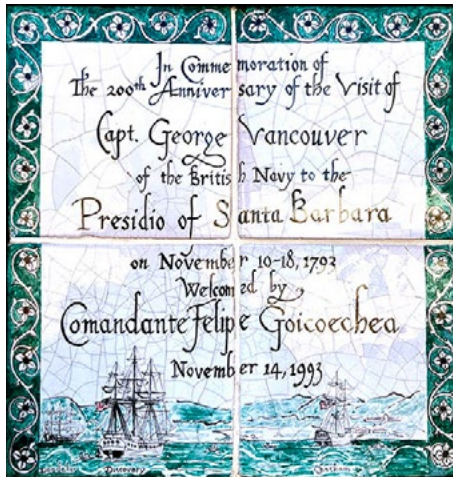 In Commemoration of
The 200th Anniversary of the Visit of
Capt. George Vancouver
of the British Navy to the
Presidio of Santa Barbara
on November 10-18, 1793
Welcomed by
Comandante Felipe Goicoechea
November 14, 1993
Discovery
Chatham